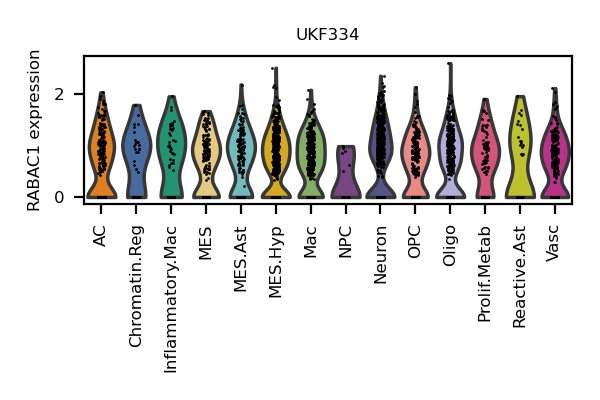 UKF334
RABAC1 expression
2
0
AC
Chromatin.Reg
Inflammatory.Mac
MES
MES.Ast
MES.Hyp
Mac
NPC
Neuron
OPC
Oligo
Prolif.Metab
Reactive.Ast
Vasc